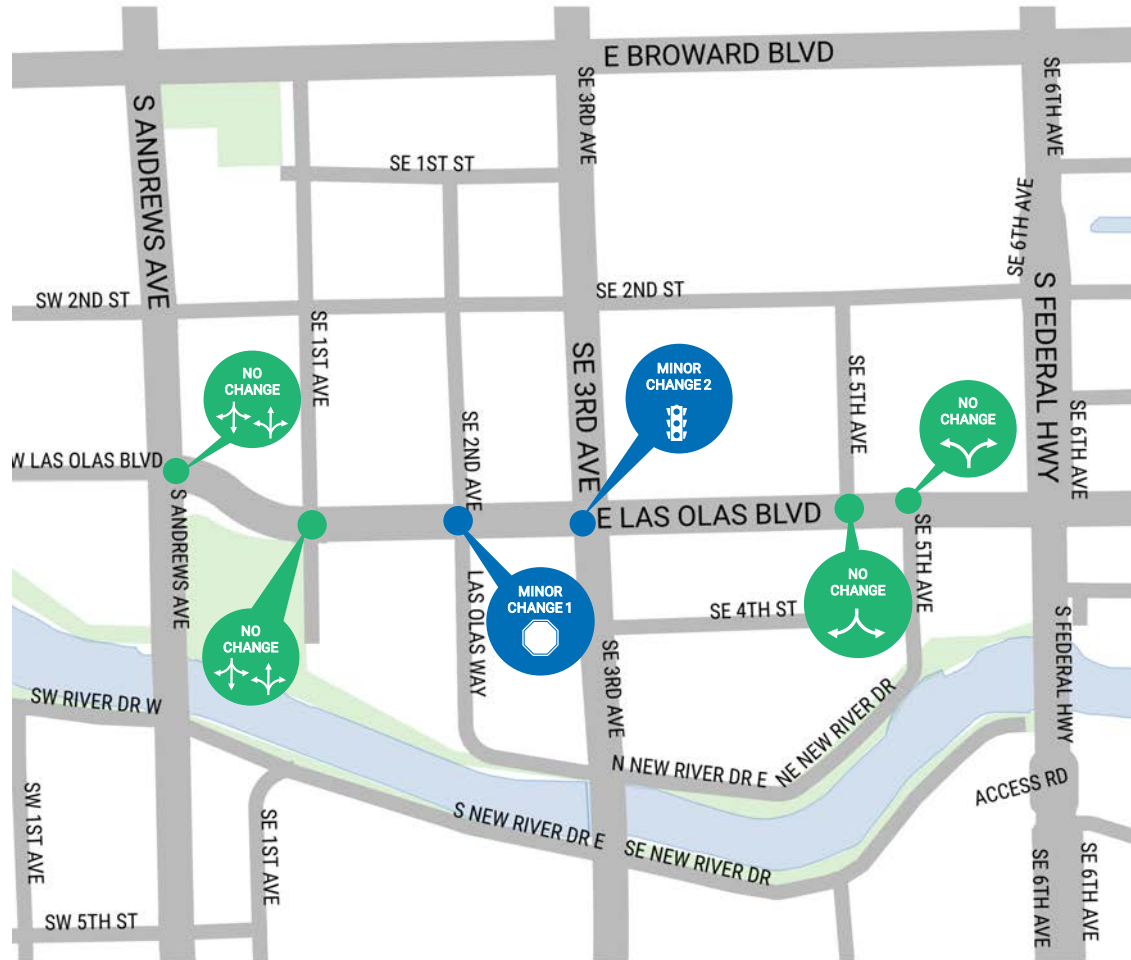 E BROWARD BLVD
S ANDREWS AVE
SE 3RD AVE
SE 6TH AVE
SE 1ST ST
SE 6TH AVE
SW 2ND ST
SE 2ND ST
S FEDERAL HWY
SE 1ST AVE
NO
CHANGE
SE 3RD AVE
MINOR
CHANGE 2
SE 5TH AVE
NO
CHANGE
SE 6TH AVE
SE 2ND AVE
W LAS OLAS BLVD
S ANDREWS AVE
E LAS OLAS BLVD
SE 5TH AVE
LAS OLAS WAY
MINOR
CHANGE 1
NO
CHANGE
SE 4TH ST
NO
CHANGE
S FEDERAL HWY
SE 3RD AVE
SW RIVER DR W
N NEW RIVER DR E
NE NEW RIVER DR
ACCESS RD
SW 1ST AVE
SE 1ST AVE
S NEW RIVER DR E
SE NEW RIVER DR
SE 6TH AVE
SE 6TH AVE
SW 5TH ST